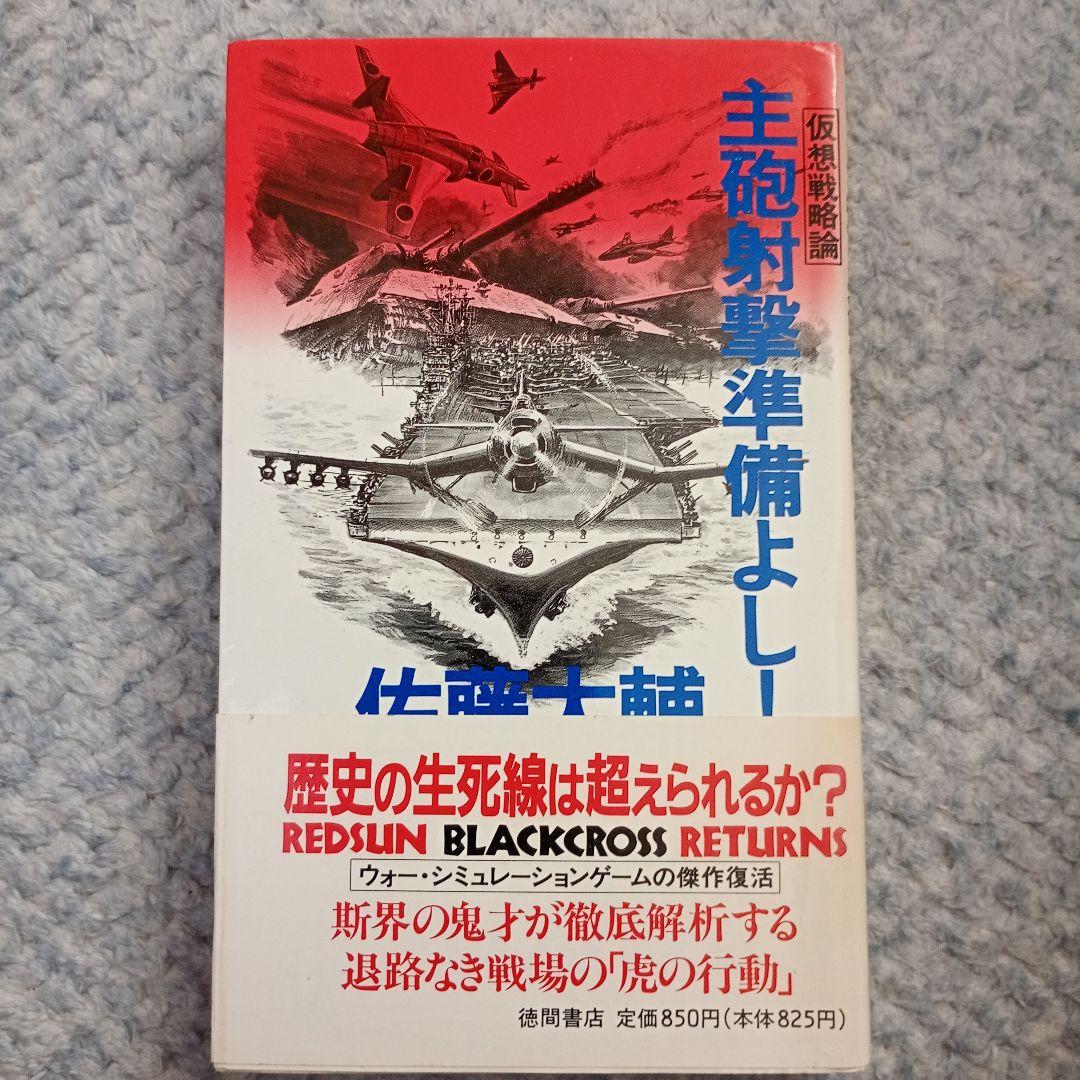 仮想戦略論
主砲射撃準備よし!
佐藤大輔
歴史の生死線は超えられるか?
REDSUN BLACKCROSS RETURNS
ウォー・シミュレーションゲームの傑作復活
斯界の鬼才が徹底解析する
退路なき戦場の「虎の行動」
徳間書店 定価850円(本体825円)